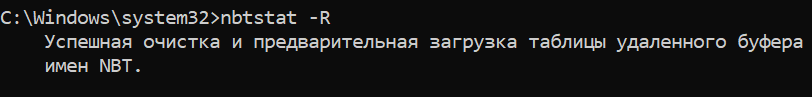 C:\Windows\system32>nbtstat -R
Успешная очистка и предварительная загрузка таблицы удаленного буфера
имен NBT.